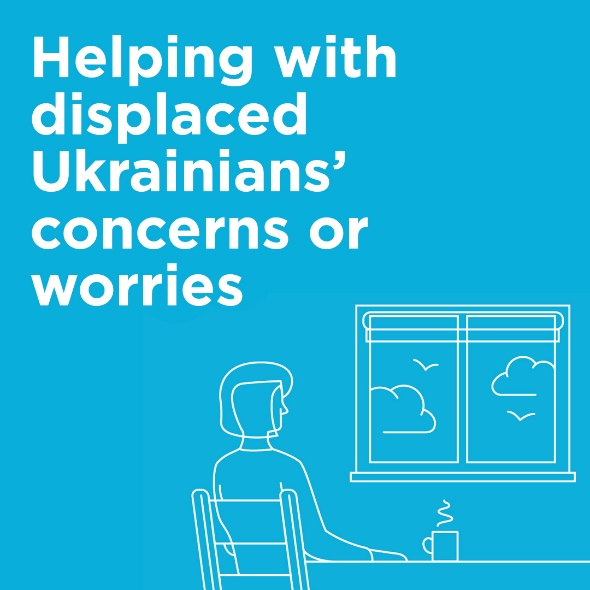 Helping with
displaced
Ukrainians’
concerns or
worries